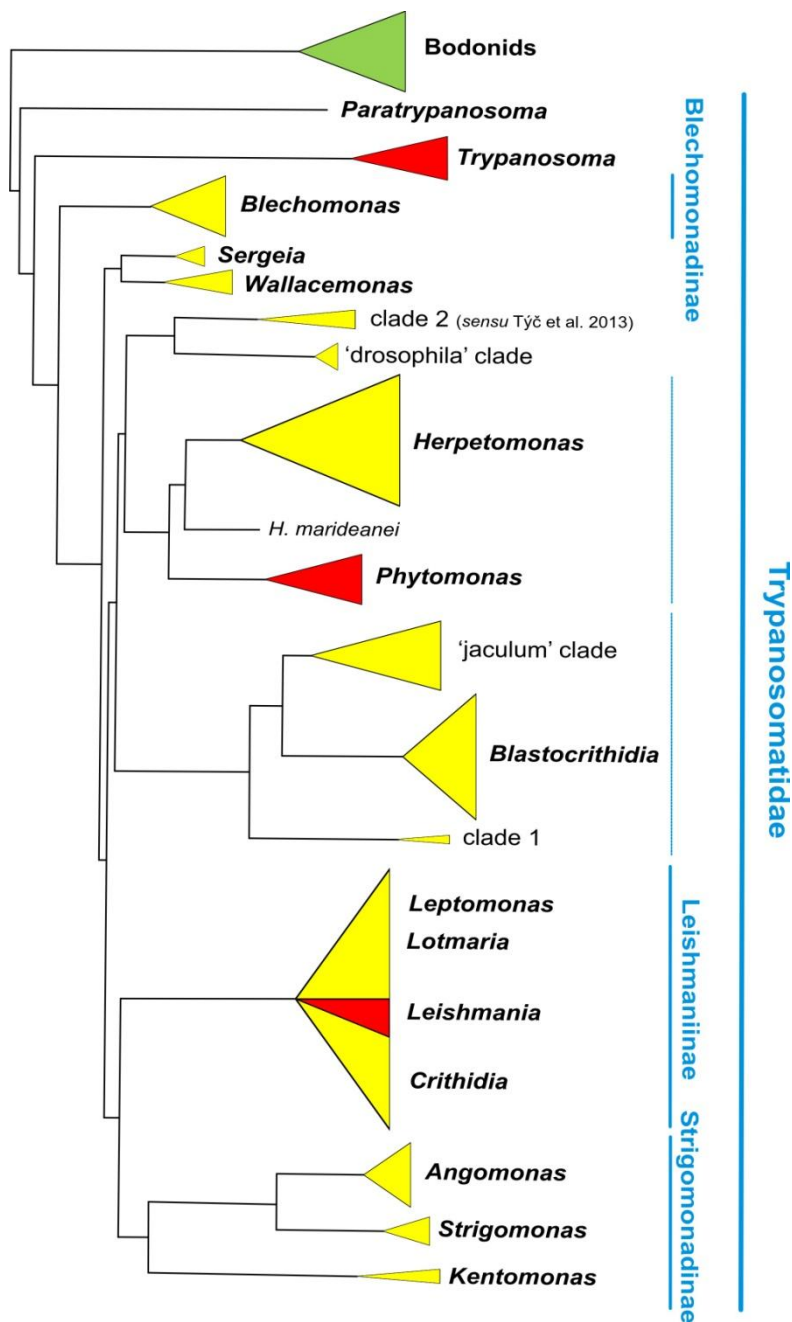 Bodonids
Paratrypanosoma
Trypanosoma
Blechomonas
Sergeia
Wallacemonas
clade 2 (sensu Týč et al. 2013)
‘drosophila’ clade
Herpetomonas
H. marideanei
Phytomonas
‘jaculum’ clade
Blastocrithidia
clade 1
Leptomonas
Lotmaria
Leishmania
Crithidia
Angomonas
Strigomonas
Kentomonas
Blechomonadinae
Leishmaniinae
Strigomonadinae
Trypanosomatidae